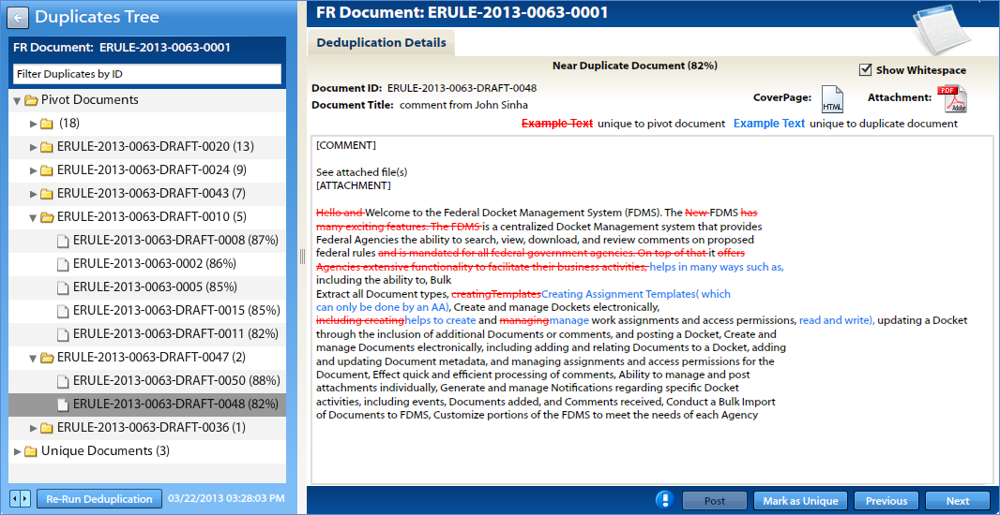 Duplicates Tree
FR Document: ERULE-2013-0063-0001
Filter Duplicates by ID
Pivot Documents
(18)
ERULE-2013-0063-DRAFT-0020 (13)
ERULE-2013-0063-DRAFT-0024 (9)
ERULE-2013-0063-DRAFT-0043 (7)
ERULE-2013-0063-DRAFT-0010 (5)
ERULE-2013-0063-DRAFT-0008 (87%)
ERULE-2013-0063-0002 (86%)
ERULE-2013-0063-0005 (85%)
ERULE-2013-0063-DRAFT-0015 (85%)
ERULE-2013-0063-DRAFT-0011 (82%)
ERULE-2013-0063-DRAFT-0047 (2)
ERULE-2013-0063-DRAFT-0050 (88%)
ERULE-2013-0063-DRAFT-0048 (82%)
ERULE-2013-0063-DRAFT-0036 (1)
Unique Documents (3)
Re-Run Deduplication 03/22/2013 03:28:03 PM
FR Document: ERULE-2013-0063-0001
Deduplication Details
Near Duplicate Document (82%)
Show Whitespace
Document ID: ERULE-2013-0063-DRAFT-0048
Document Title: comment from John Sinha
CoverPage: HTML Attachment: PDF Adobe
Example Text unique to pivot document Example Text unique to duplicate document
[COMMENT]
See attached file(s)
[ATTACHMENT]
Hello and Welcome to the Federal Docket Management System (FDMS). The New FDMS has
many exciting features. The FDMS is a centralized Docket Management system that provides
Federal Agencies the ability to search, view, download, and review comments on proposed
federal rules and is mandated for all federal government agencies. On top of that it offers
Agencies extensive functionality to facilitate their business activities, helps in many ways such as,
including the ability to, Bulk
Extract all Document types, creatingTemplatesCreating Assignment Templates( which
can only be done by an AA), Create and manage Dockets electronically,
including creatinghelps to create and managingmanage work assignments and access permissions, read and write), updating a Docket
through the inclusion of additional Documents or comments, and posting a Docket, Create and
manage Documents electronically, including adding and relating Documents to a Docket, adding
and updating Document metadata, and managing assignments and access permissions for the
Document, Effect quick and efficient processing of comments, Ability to manage and post
attachments individually, Generate and manage Notifications regarding specific Docket
activities, including events, Documents added, and Comments received, Conduct a Bulk Import
of Documents to FDMS, Customize portions of the FDMS to meet the needs of each Agency
Post Mark as Unique Previous Next